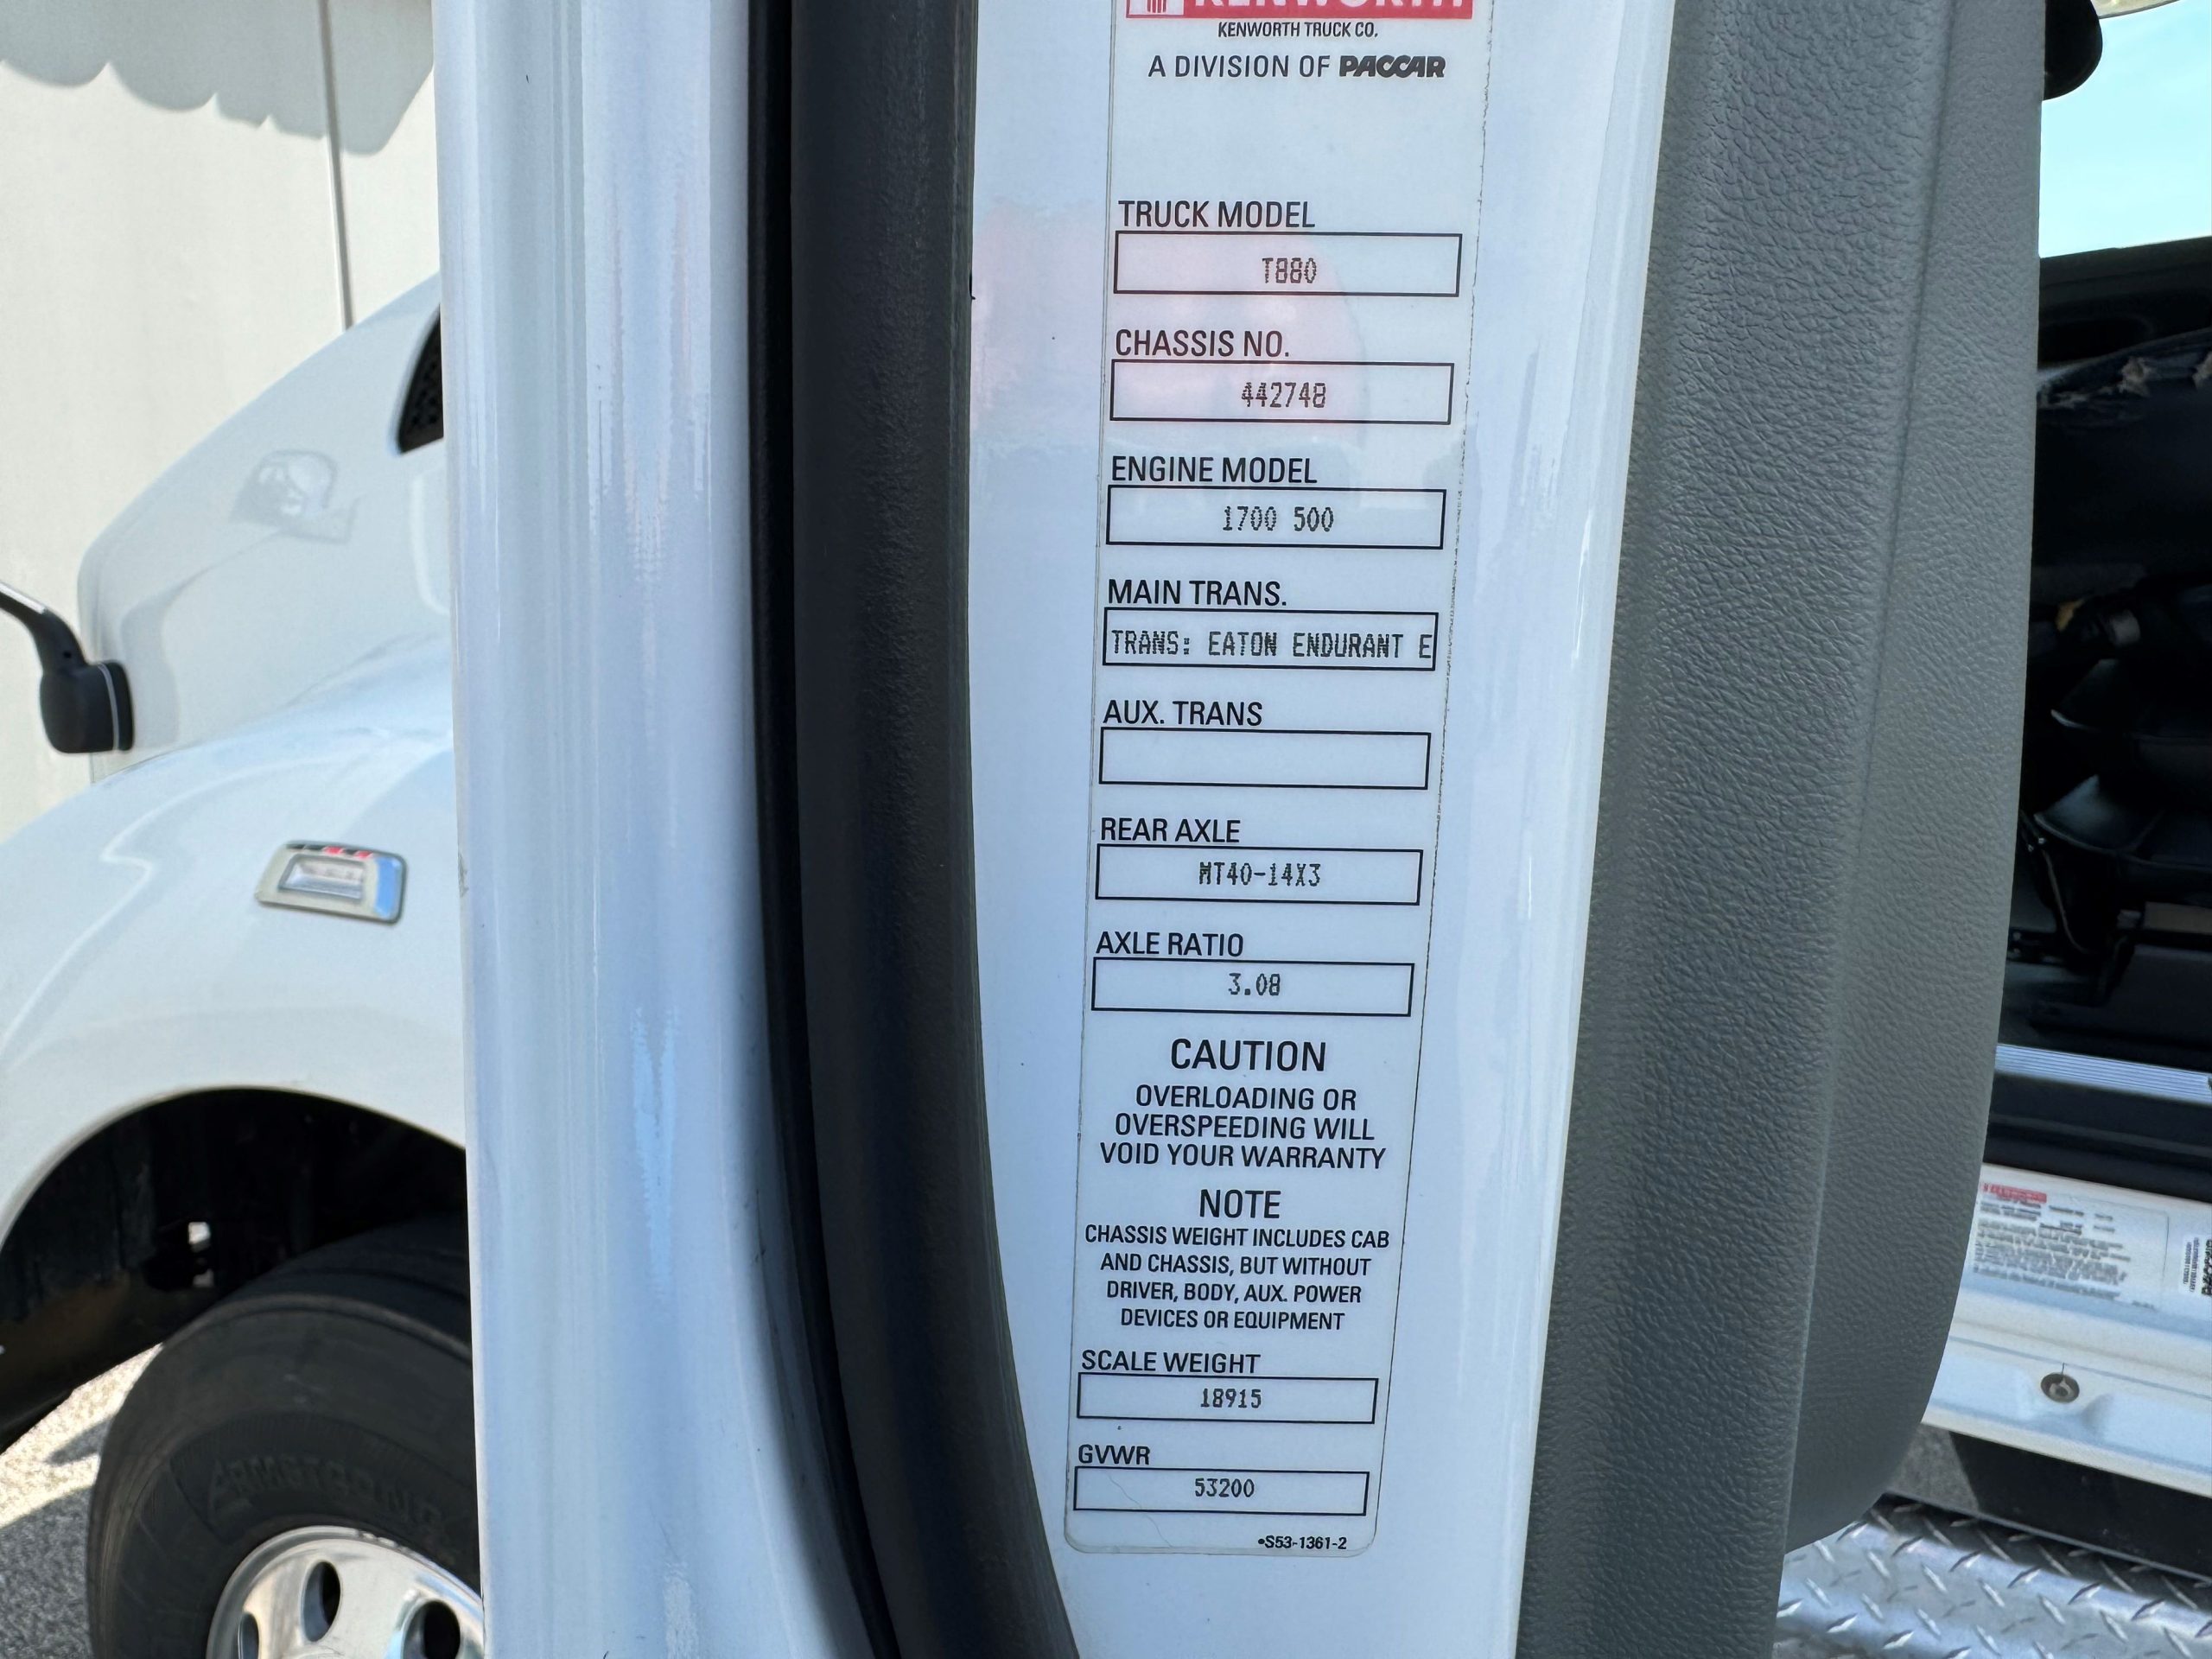 KENWORTH
KENWORTH TRUCK CO.
A DIVISION OF PACCAR
TRUCK MODEL
T880
CHASSIS NO.
442748
ENGINE MODEL
1700 500
MAIN TRANS.
TRANS: EATON ENDURANT E
AUX. TRANS
REAR AXLE
MT40-14X3
AXLE RATIO
3.08
CAUTION
OVERLOADING OR
OVERSPEEDING WILL
VOID YOUR WARRANTY
NOTE
CHASSIS WEIGHT INCLUDES CAB
AND CHASSIS, BUT WITHOUT
DRIVER, BODY, AUX. POWER
DEVICES OR EQUIPMENT
SCALE WEIGHT
18915
GVWR
53200
•S53-1361-2
ARMSTRONG